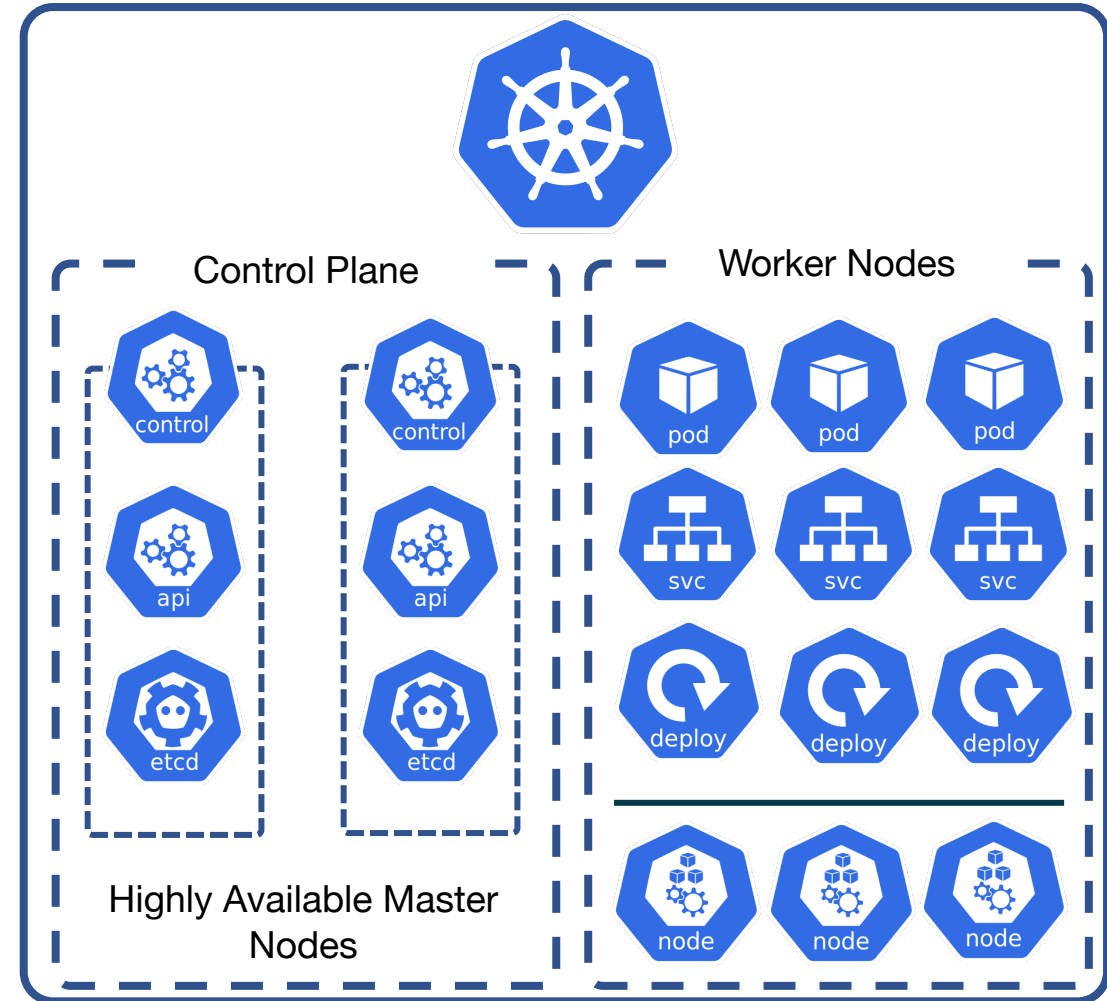 Control Plane
control
control
api
api
etcd
etcd
Highly Available Master
Nodes
Worker Nodes
pod
pod
pod
svc
svc
svc
deploy
deploy
deploy
node
node
node